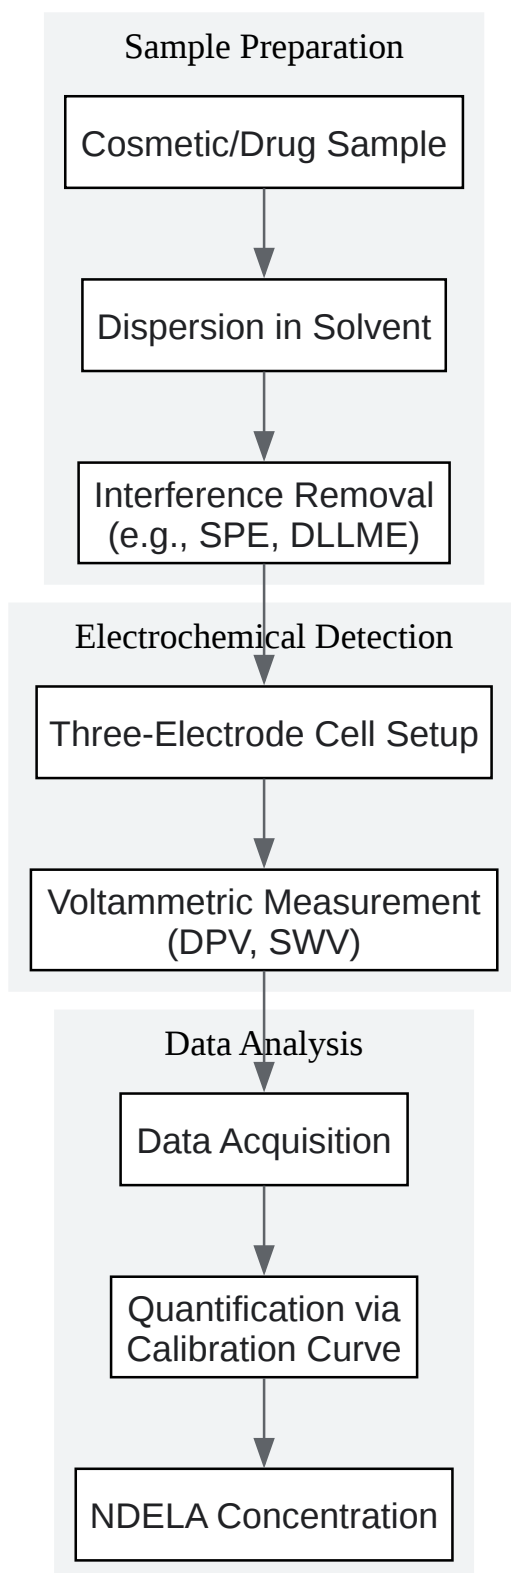 Sample Preparation
Cosmetic/Drug Sample
Dispersion in Solvent
Interference Removal
(e.g., SPE, DLLME)
Electrochemical Detection
Three-Electrode Cell Setup
Voltammetric Measurement
(DPV, SWV)
Data Analysis
Data Acquisition
Quantification via
Calibration Curve
NDELA Concentration